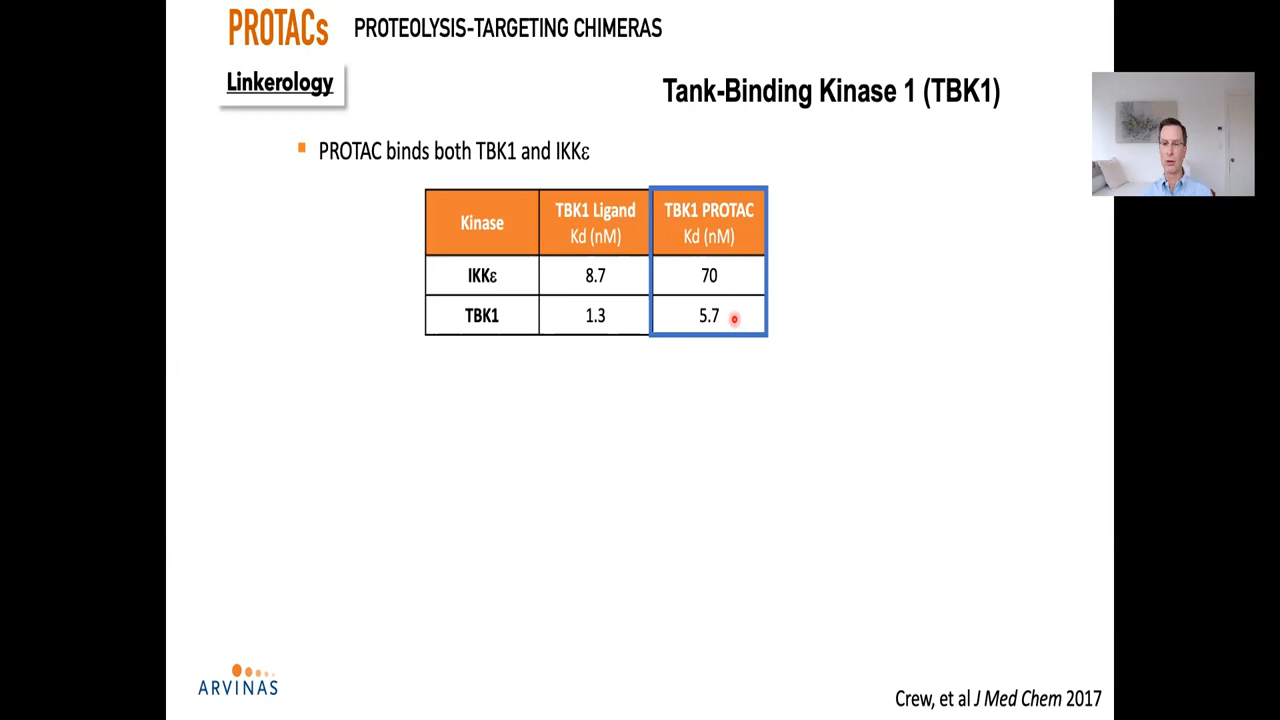 PROTACs PROTEOLYSIS-TARGETING CHIMERAS
Linkerology
Tank-Binding Kinase 1 (TBK1)
PROTAC binds both TBK1 and IKKε
Kinase TBK1 Ligand Kd (nM) TBK1 PROTAC Kd (nM)
IKKε 8.7 70
TBK1 1.3 5.7
ARVINAS
Crew, et al J Med Chem 2017